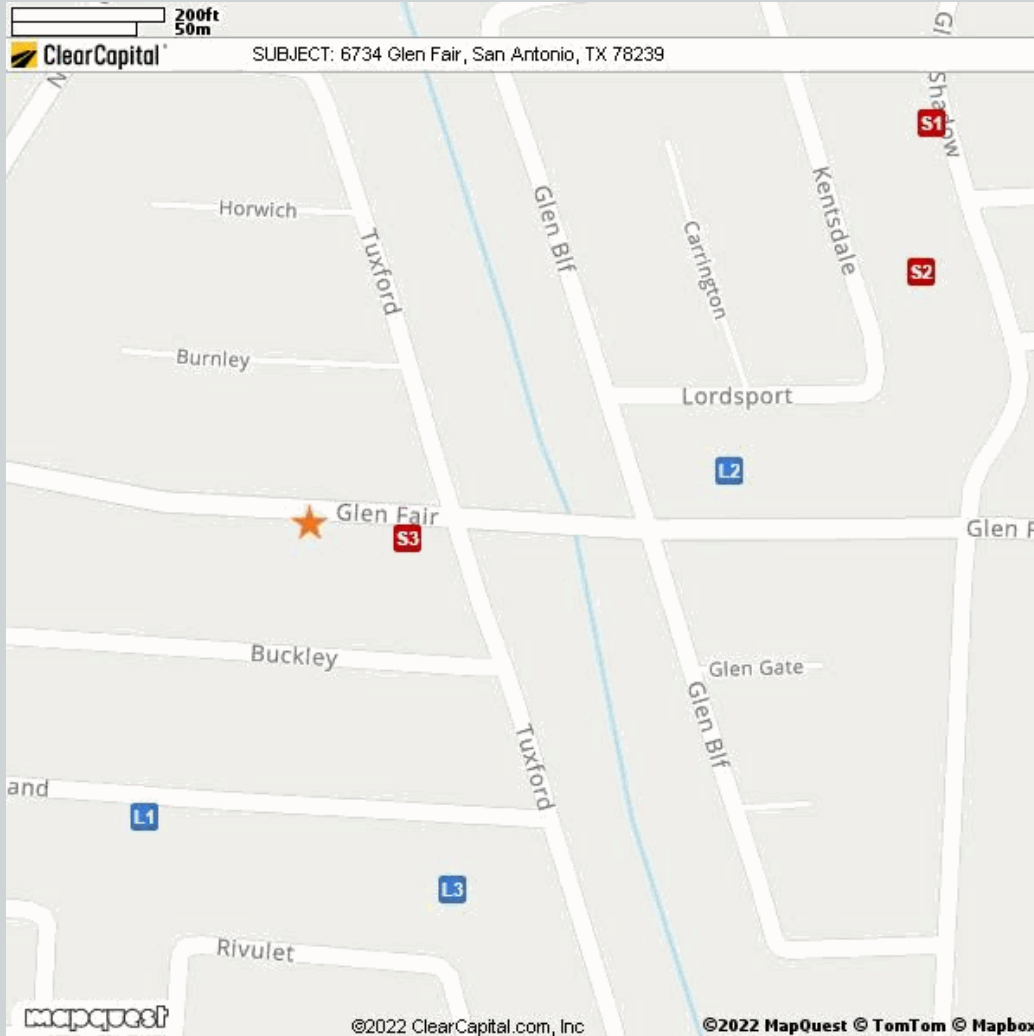 200ft
50m
ClearCapital
SUBJECT: 6734 Glen Fair, San Antonio, TX 78239
Gl
Shadow
S1
Kentsdale
Horwich
Glen Blf
Carrington
Tuxford
S2
Burnley
Lordsport
L2
Glen Fair
S3
Glen F
Buckley
Glen Gate
Glen Blf
Tuxford
and
L1
L3
Rivulet
mapquest
©2022 ClearCapital.com, Inc
©2022 MapQuest © TomTom © Mapbox